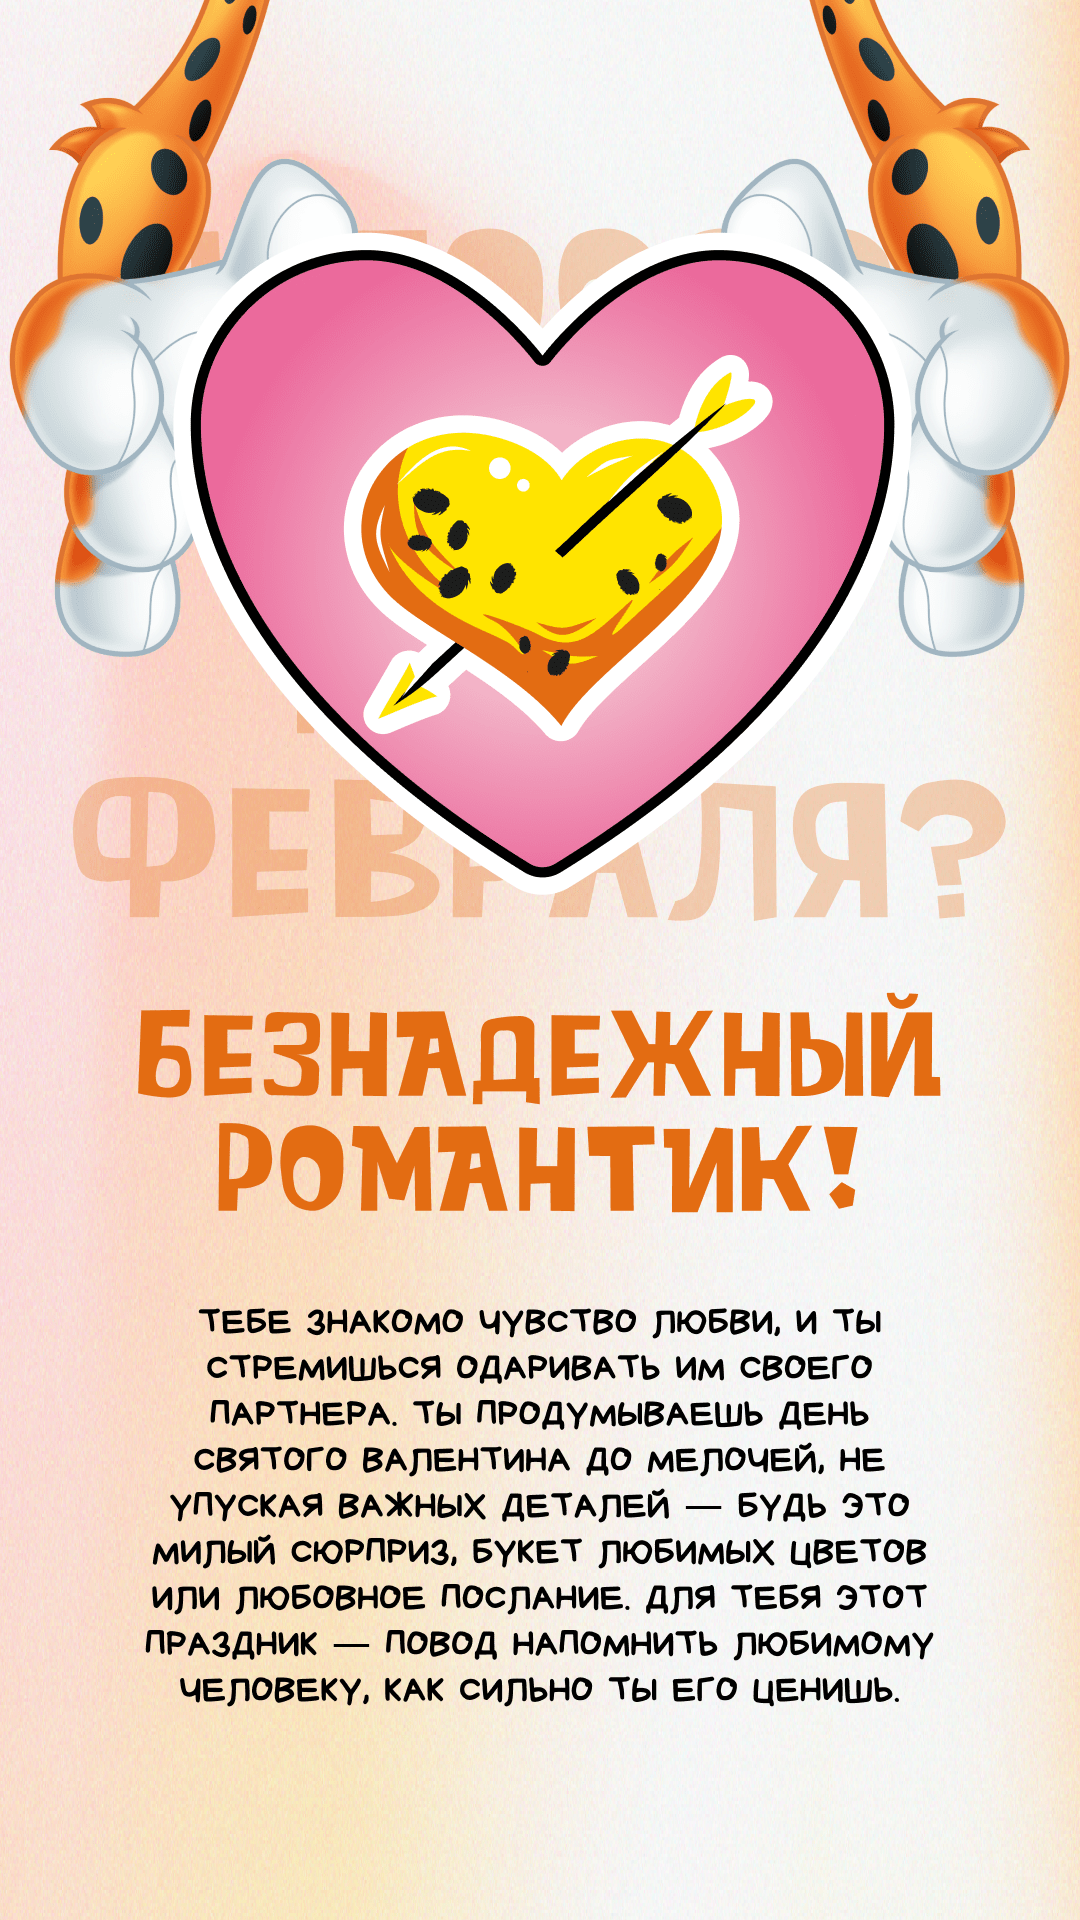 ФЕВРАЛЯ?
БЕЗНАДЕЖНЫЙ
РОМАНТИК!
ТЕБЕ ЗНАКОМО ЧУВСТВО ЛЮБВИ, И ТЫ
СТРЕМИШЬСЯ ОДАРИВАТЬ ИМ СВОЕГО
ПАРТНЕРА. ТЫ ПРОДУМЫВАЕШЬ ДЕНЬ
СВЯТОГО ВАЛЕНТИНА ДО МЕЛОЧЕЙ, НЕ
УПУСКАЯ ВАЖНЫХ ДЕТАЛЕЙ — БУДЬ ЭТО
МИЛЫЙ СЮРПРИЗ, БУКЕТ ЛЮБИМЫХ ЦВЕТОВ
ИЛИ ЛЮБОВНОЕ ПОСЛАНИЕ. ДЛЯ ТЕБЯ ЭТОТ
ПРАЗДНИК — ПОВОД НАПОМНИТЬ ЛЮБИМОМУ
ЧЕЛОВЕКУ, КАК СИЛЬНО ТЫ ЕГО ЦЕНИШЬ.